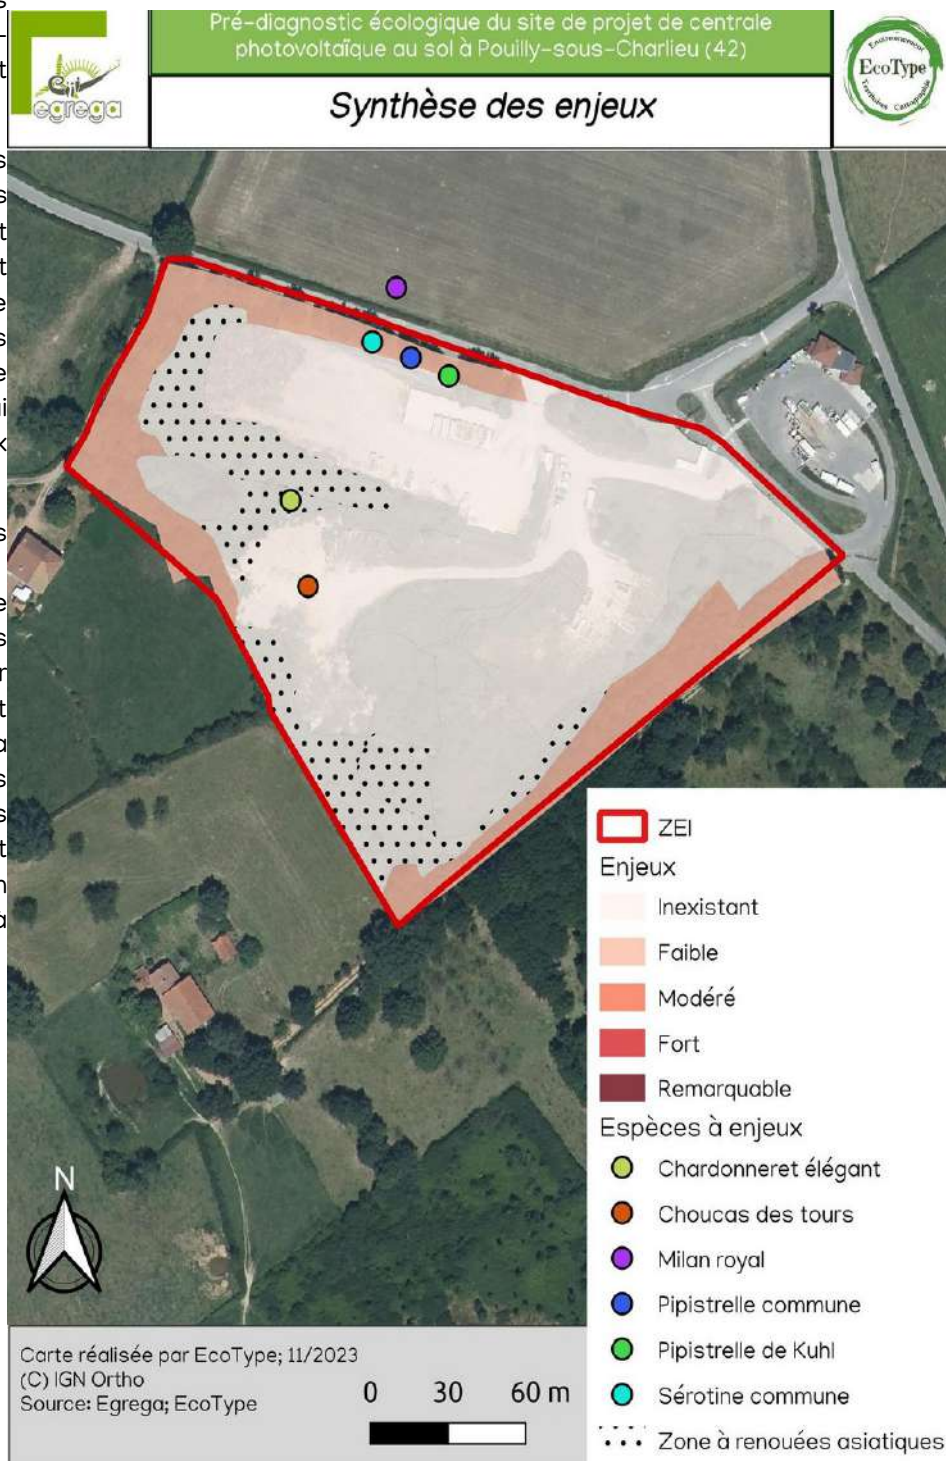 Pré-diagnostic écologique du site de projet de centrale
photovoltaïque au sol à Pouilly-sous-Charlieu (42)
Synthèse des enjeux
egrega
Environnement
EcoType
Territoires Cartographie
ZEI
Enjeux
Inexistant
Faible
Modéré
Fort
Remarquable
Espèces à enjeux
Chardonneret élégant
Choucas des tours
Milan royal
Pipistrelle commune
Pipistrelle de Kuhl
Sérotine commune
Zone à renouées asiatiques
N
Carte réalisée par EcoType; 11/2023
(C) IGN Ortho
Source: Egrega; EcoType
0 30 60 m